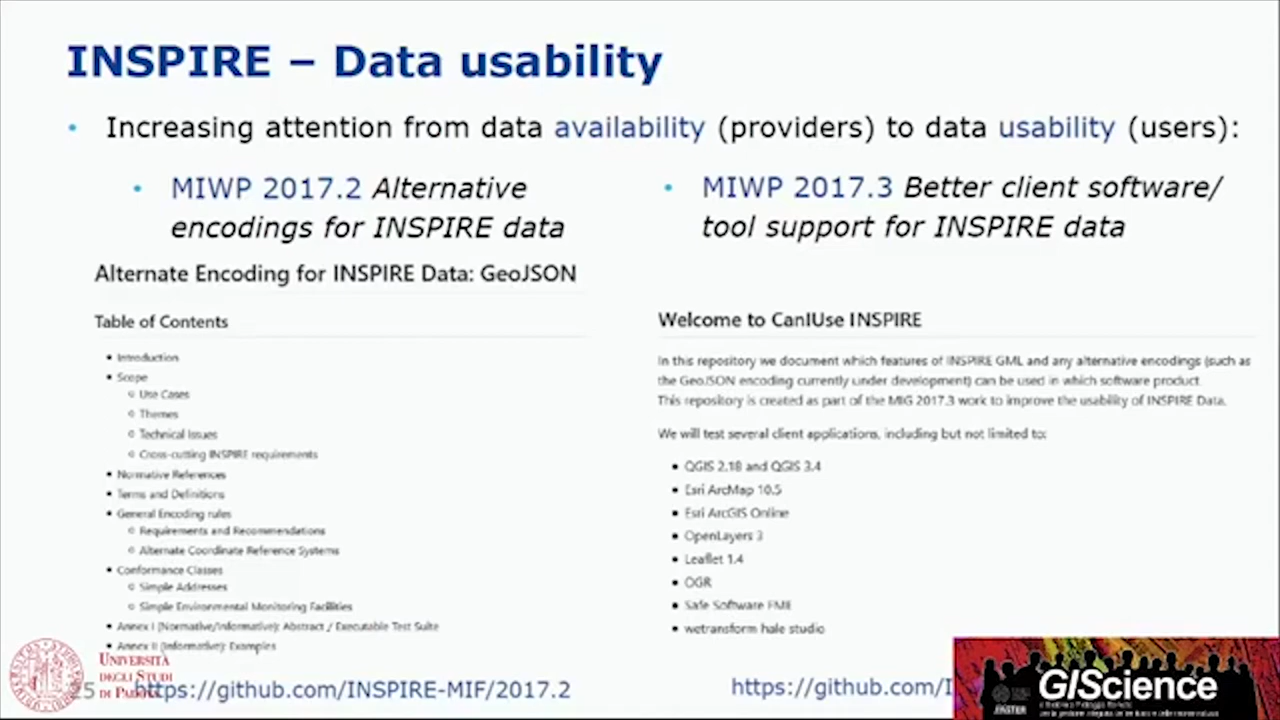 INSPIRE – Data usability
• Increasing attention from data availability (providers) to data usability (users):
• MIWP 2017.2 Alternative
encodings for INSPIRE data
Alternate Encoding for INSPIRE Data: GeoJSON
Table of Contents
• Introduction
• Scope
Use Cases
Themes
Technical Issues
Cross-cutting INSPIRE requirements
• Normative References
• Terms and Definitions
• General Encoding rules
Requirements and Recommendations
Alternate Coordinate Reference Systems
• Conformance Classes
Simple Addresses
Simple Environmental Monitoring Facilities
• Annex I (Normative/Informative): Abstract / Executable Test Suite
• Annex II (Informative): Examples
https://github.com/INSPIRE-MIF/2017.2
• MIWP 2017.3 Better client software/
tool support for INSPIRE data
Welcome to CanIUse INSPIRE
In this repository we document which features of INSPIRE GML and any alternative encodings (such as
the GeoJSON encoding currently under development) can be used in which software product.
This repository is created as part of the MIG 2017.3 work to improve the usability of INSPIRE Data.
We will test several client applications, including but not limited to:
• QGIS 2.18 and QGIS 3.4
• Esri ArcMap 10.5
• Esri ArcGIS Online
• OpenLayers 3
• Leaflet 1.4
• OGR
• Safe Software FME
• wetransform hale studio
https://github.com/I
UNIVERSITÀ
DEGLI STUDI
DI PADOVA
GIScience